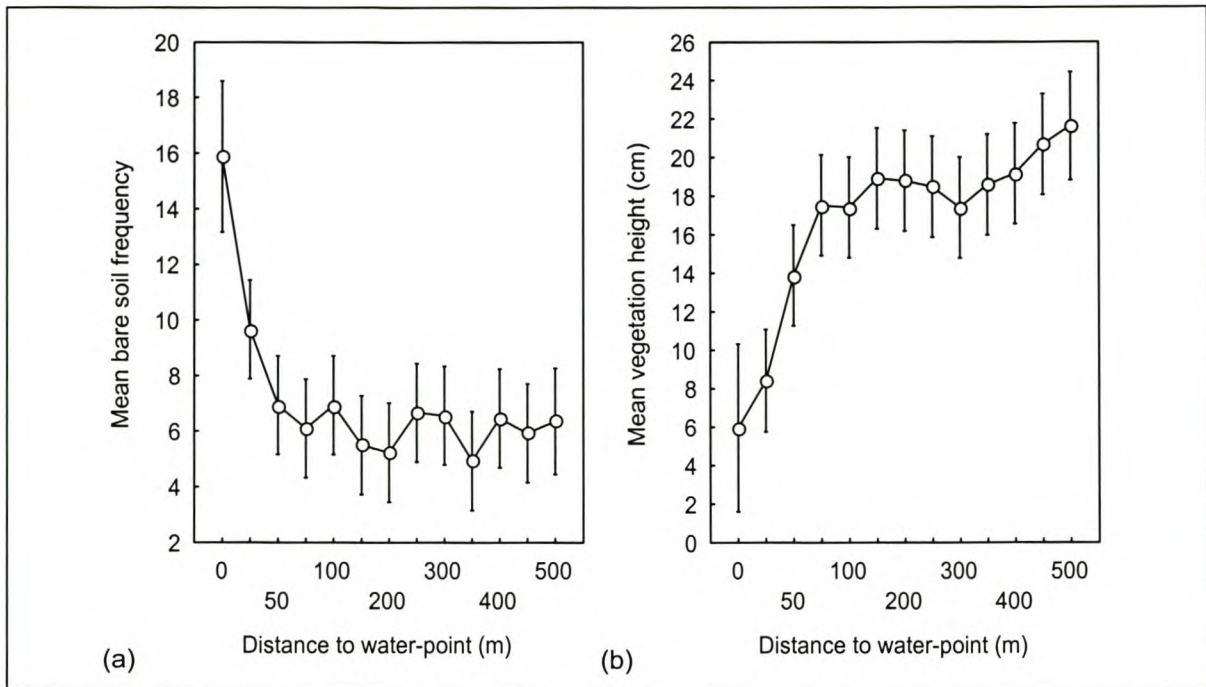 20
18
16
14
12
10
8
6
4
2
Mean bare soil frequency
0 100 300 500
50 200 400
Distance to water-point (m)
(a)
26
24
22
20
18
16
14
12
10
8
6
4
2
0
Mean vegetation height (cm)
0 100 300 500
50 200 400
Distance to water-point (m)
(b)